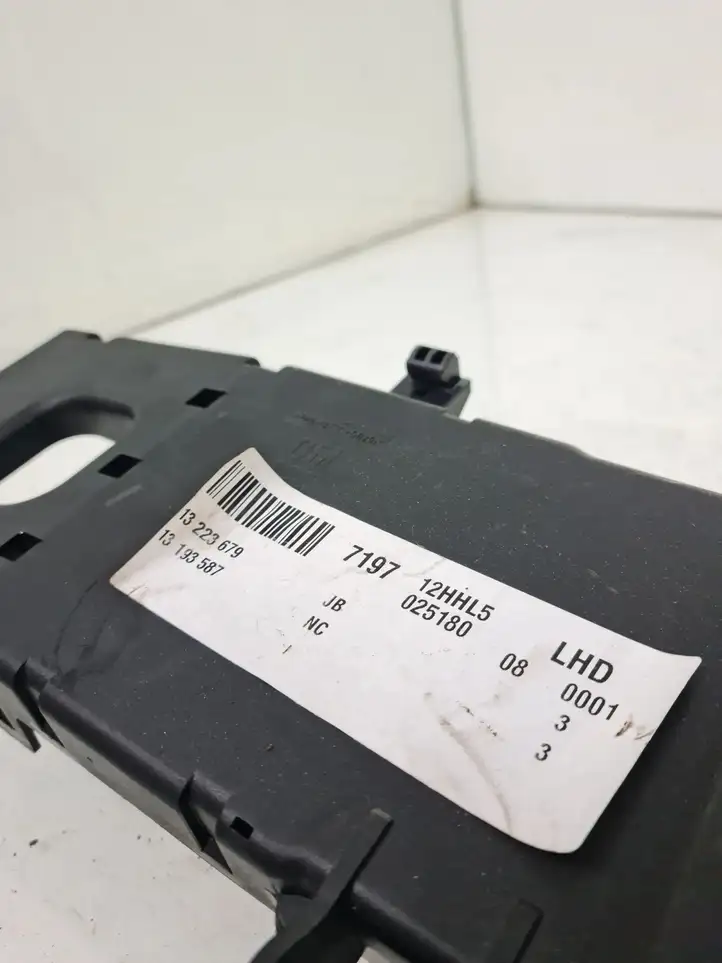 13 223 679 JB
13 193 587 NC
7197 12HHL5 LHD
025180 08 0001
3
3